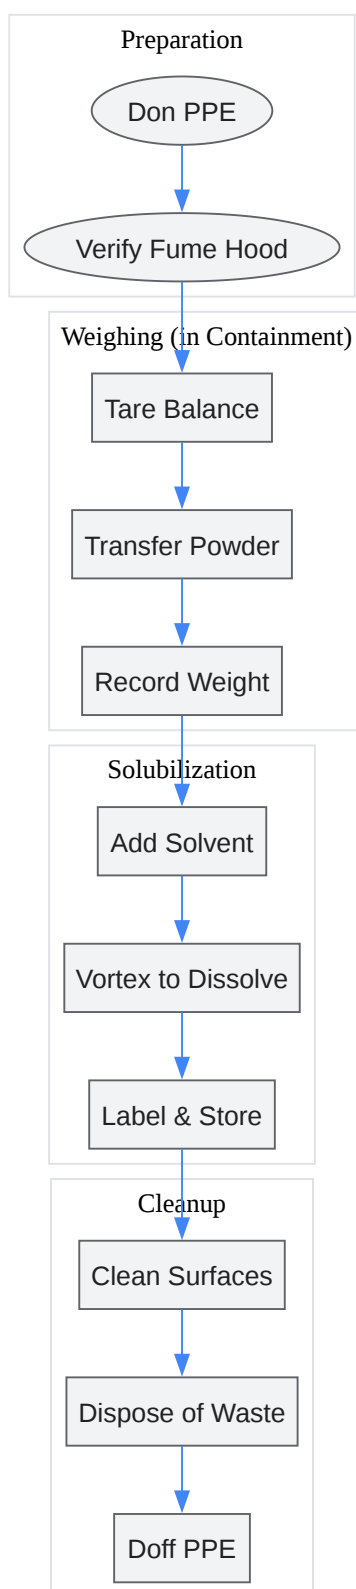 Preparation
Don PPE
Verify Fume Hood
Weighing (in Containment)
Tare Balance
Transfer Powder
Record Weight
Solubilization
Add Solvent
Vortex to Dissolve
Label & Store
Cleanup
Clean Surfaces
Dispose of Waste
Doff PPE